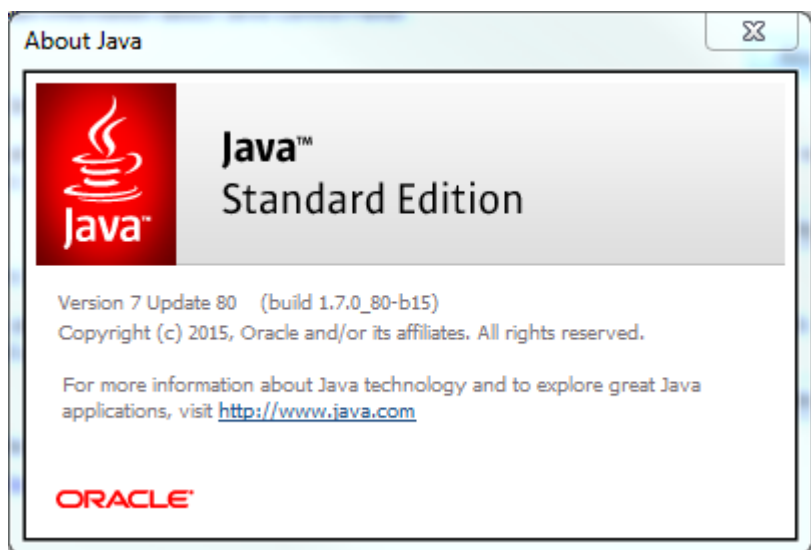 About Java
Java™
Java™
Standard Edition
Version 7 Update 80 (build 1.7.0_80-b15)
Copyright (c) 2015, Oracle and/or its affiliates. All rights reserved.
For more information about Java technology and to explore great Java
applications, visit http://www.java.com
ORACLE®